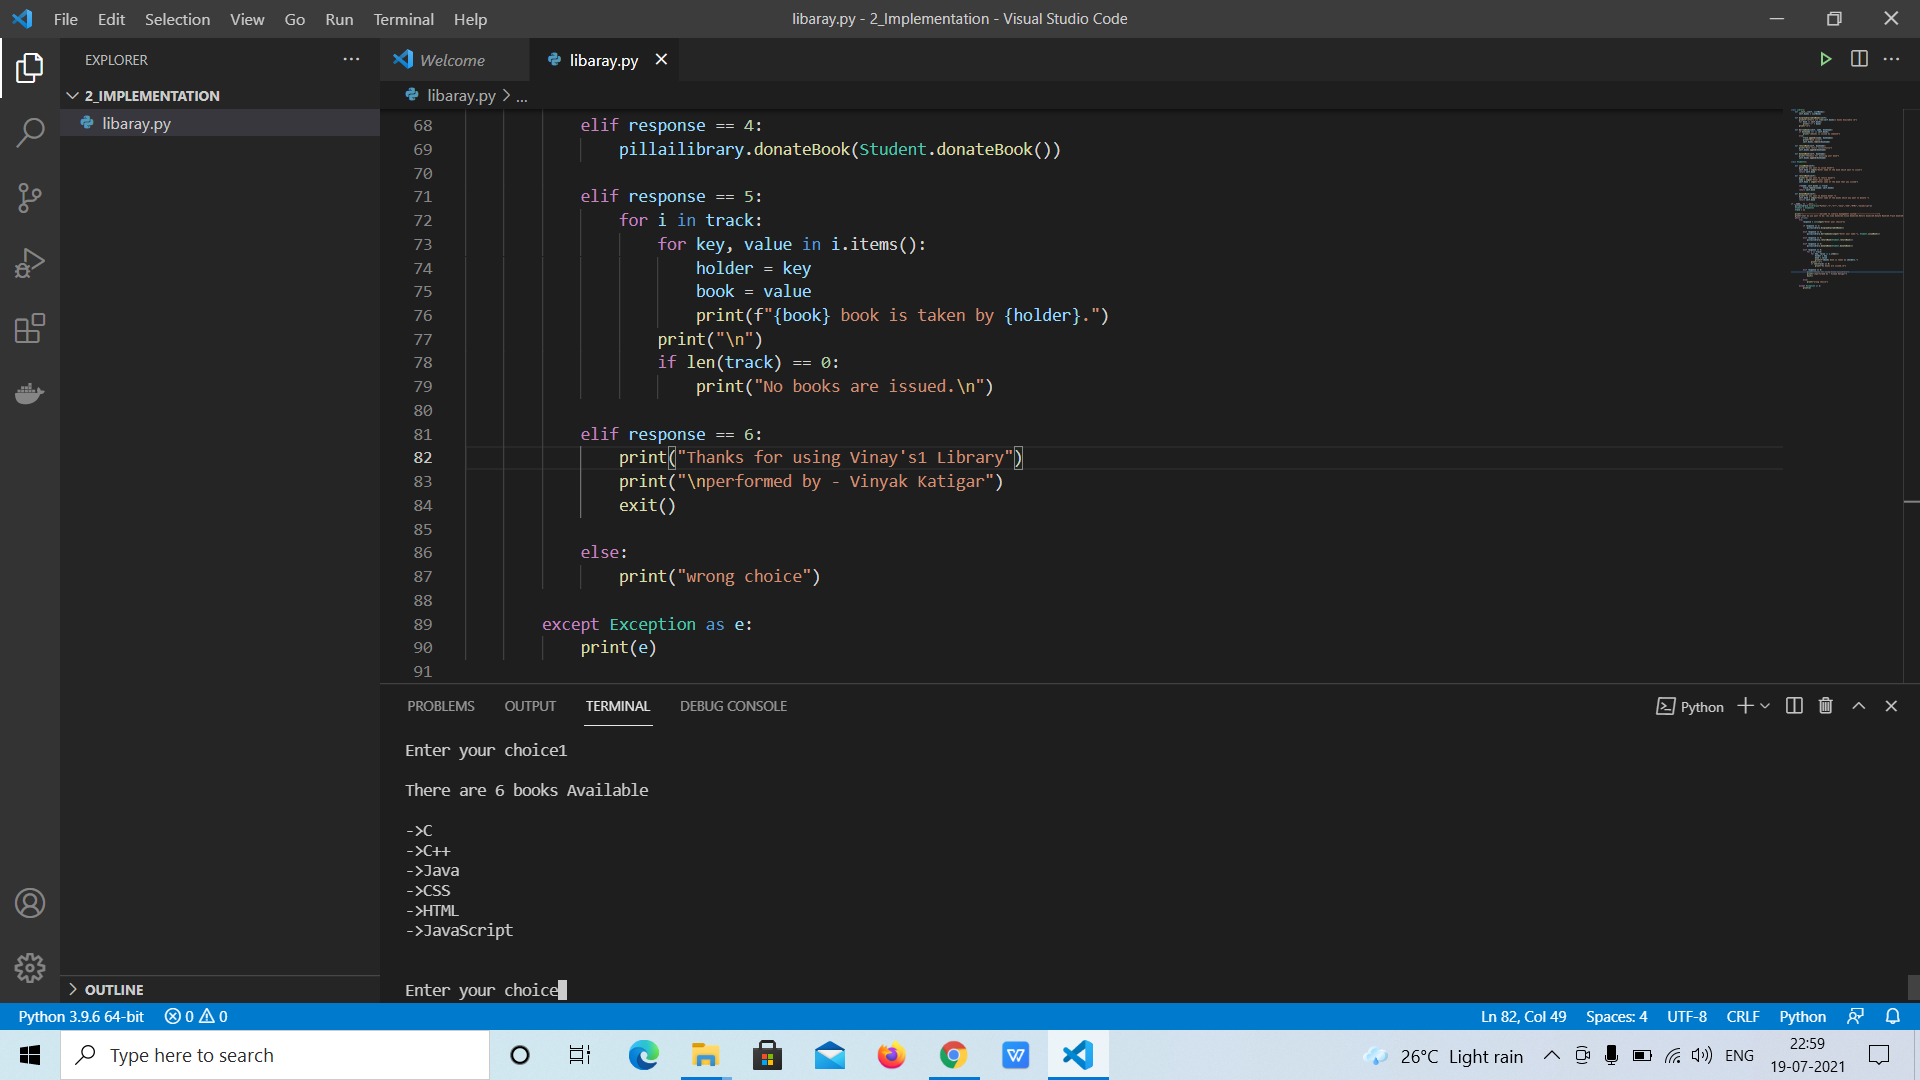 File Edit Selection View Go Run Terminal Help
libaray.py - 2_Implementation - Visual Studio Code
EXPLORER
2_IMPLEMENTATION
libaray.py
OUTLINE
Welcome
libaray.py
libaray.py > ...
68 elif response == 4:
69 pillailibrary.donateBook(Student.donateBook())
70
71 elif response == 5:
72 for i in track:
73 for key, value in i.items():
74 holder = key
75 book = value
76 print(f"{book} book is taken by {holder}.")
77 print("\n")
78 if len(track) == 0:
79 print("No books are issued.\n")
80
81 elif response == 6:
82 print("Thanks for using Vinay's1 Library")
83 print("\nperformed by - Vinyak Katigar")
84 exit()
85
86 else:
87 print("wrong choice")
88
89 except Exception as e:
90 print(e)
91
PROBLEMS OUTPUT TERMINAL DEBUG CONSOLE
Python
Enter your choice1
There are 6 books Available
->C
->C++
->Java
->CSS
->HTML
->JavaScript
Enter your choice
Python 3.9.6 64-bit 0 0
Ln 82, Col 49 Spaces: 4 UTF-8 CRLF Python
Type here to search
26°C Light rain
ENG
22:59
19-07-2021